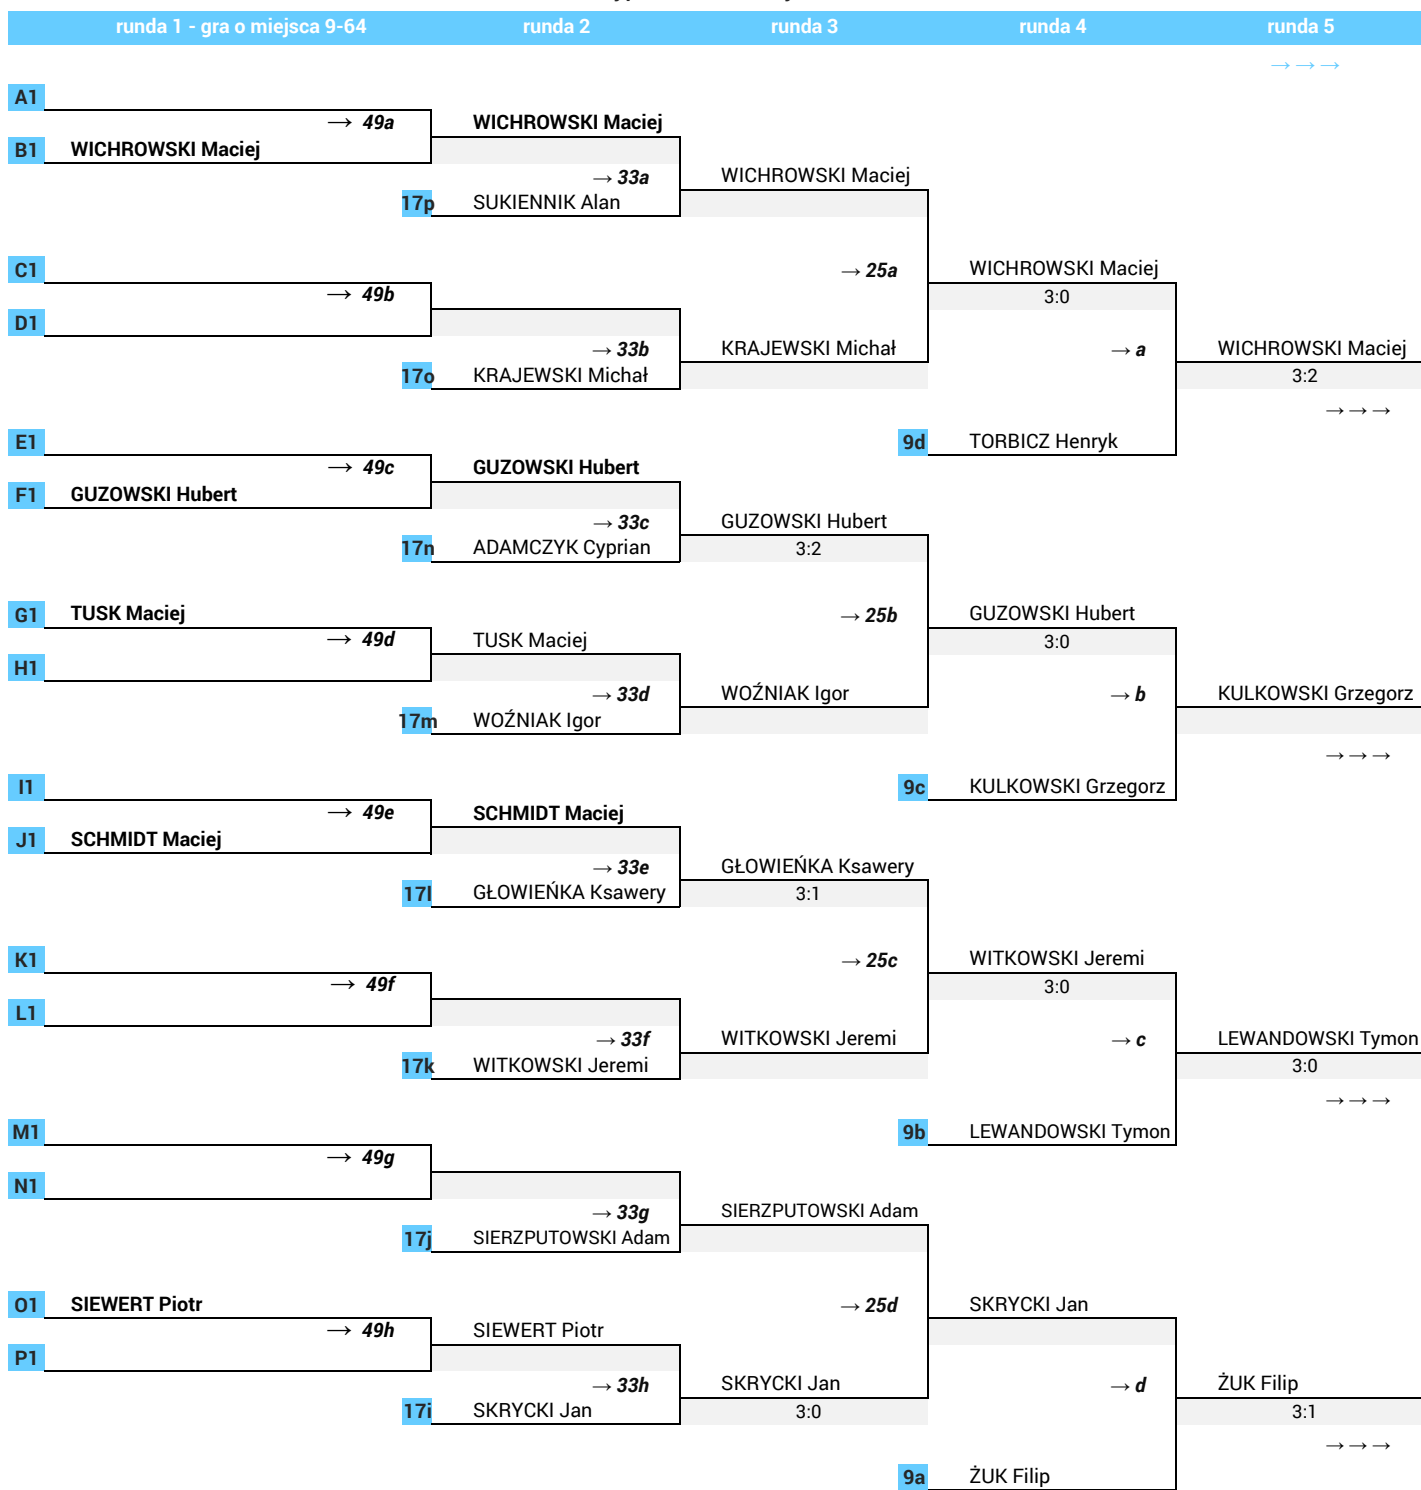 runda 1 - gra o miejsca 9-64 runda 2 runda 3 runda 4 runda 5
→ → →
A1
→ 49a WICHROWSKI Maciej
B1 WICHROWSKI Maciej
→ 33a WICHROWSKI Maciej
17p SUKIENNIK Alan
C1 → 25a WICHROWSKI Maciej
→ 49b 3:0
D1
→ 33b KRAJEWSKI Michał → a WICHROWSKI Maciej
17o KRAJEWSKI Michał 3:2
→ → →
E1 9d TORBICZ Henryk
→ 49c GUZOWSKI Hubert
F1 GUZOWSKI Hubert
→ 33c GUZOWSKI Hubert
17n ADAMCZYK Cyprian 3:2
G1 TUSK Maciej → 25b GUZOWSKI Hubert
→ 49d TUSK Maciej 3:0
H1
→ 33d WOŹNIAK Igor → b KULKOWSKI Grzegorz
17m WOŹNIAK Igor
→ → →
I1 9c KULKOWSKI Grzegorz
→ 49e SCHMIDT Maciej
J1 SCHMIDT Maciej
→ 33e GŁOWIEŃKA Ksawery
17l GŁOWIEŃKA Ksawery 3:1
K1 → 25c WITKOWSKI Jeremi
→ 49f 3:0
L1
→ 33f WITKOWSKI Jeremi → c LEWANDOWSKI Tymon
17k WITKOWSKI Jeremi 3:0
→ → →
M1 9b LEWANDOWSKI Tymon
→ 49g
N1
→ 33g SIERZPUTOWSKI Adam
17j SIERZPUTOWSKI Adam
O1 SIEWERT Piotr → 25d SKRYCKI Jan
→ 49h SIEWERT Piotr
P1
→ 33h SKRYCKI Jan → d ŻUK Filip
17i SKRYCKI Jan 3:0 3:1
→ → →
9a ŻUK Filip